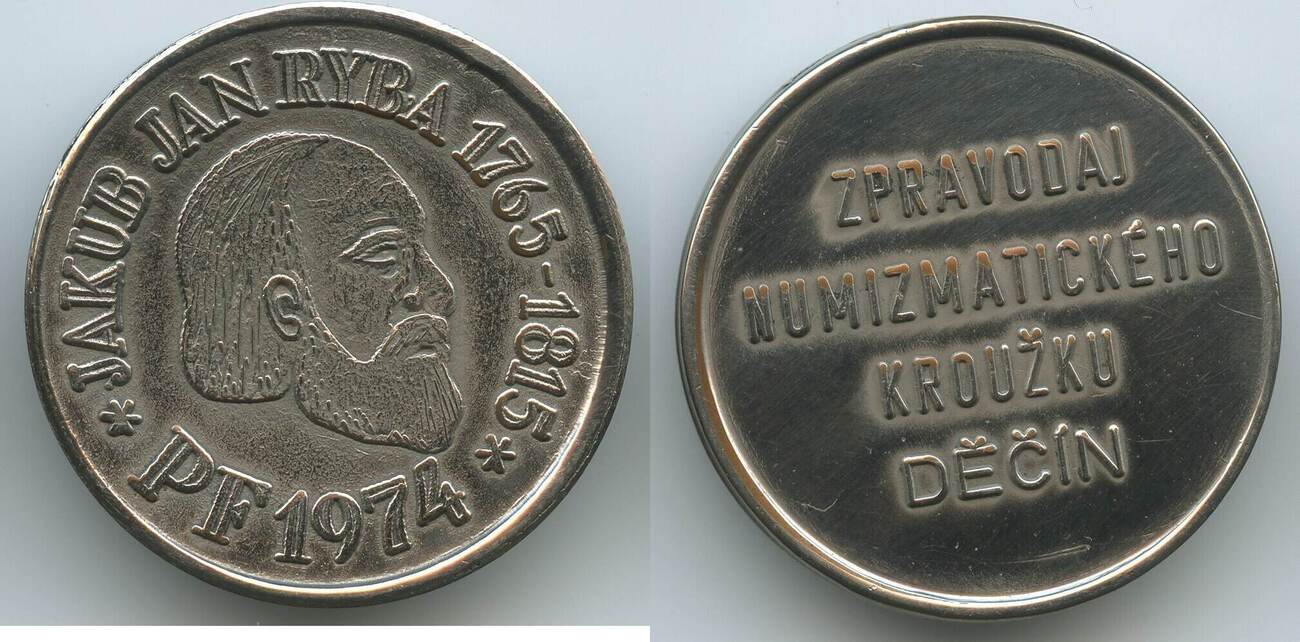 * JAKUB JAN RYBA 1765-1815 *
PF 1974
ZPRAVODAJ
NUMIZMATICKÉHO
KROUŽKU
DĚČÍN